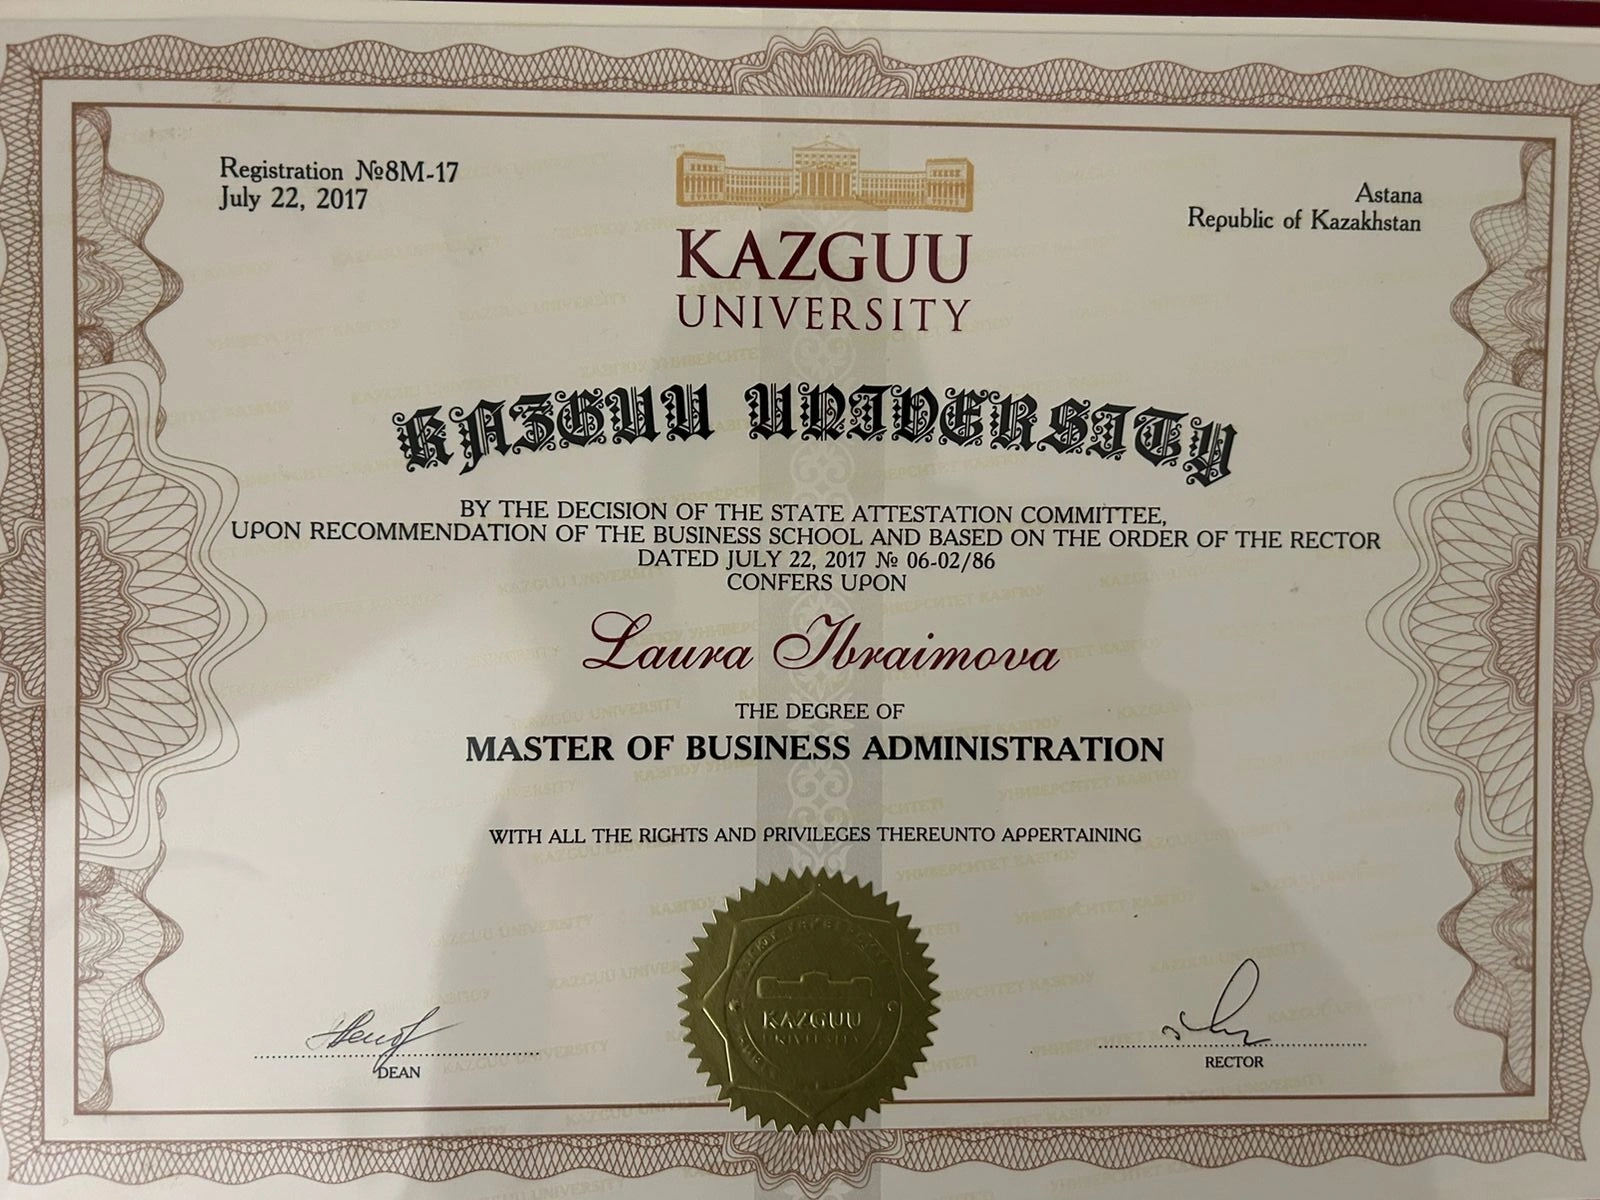 Registration №8M-17
July 22, 2017
Astana
Republic of Kazakhstan
KAZGUU
UNIVERSITY
KAZGUU UNIVERSITY
BY THE DECISION OF THE STATE ATTESTATION COMMITTEE,
UPON RECOMMENDATION OF THE BUSINESS SCHOOL AND BASED ON THE ORDER OF THE RECTOR
DATED JULY 22, 2017 № 06-02/86
CONFERS UPON
Laura Ibraimova
THE DEGREE OF
MASTER OF BUSINESS ADMINISTRATION
WITH ALL THE RIGHTS AND PRIVILEGES THEREUNTO APPERTAINING
KAZGUU
UNIVERSITY
DEAN
RECTOR